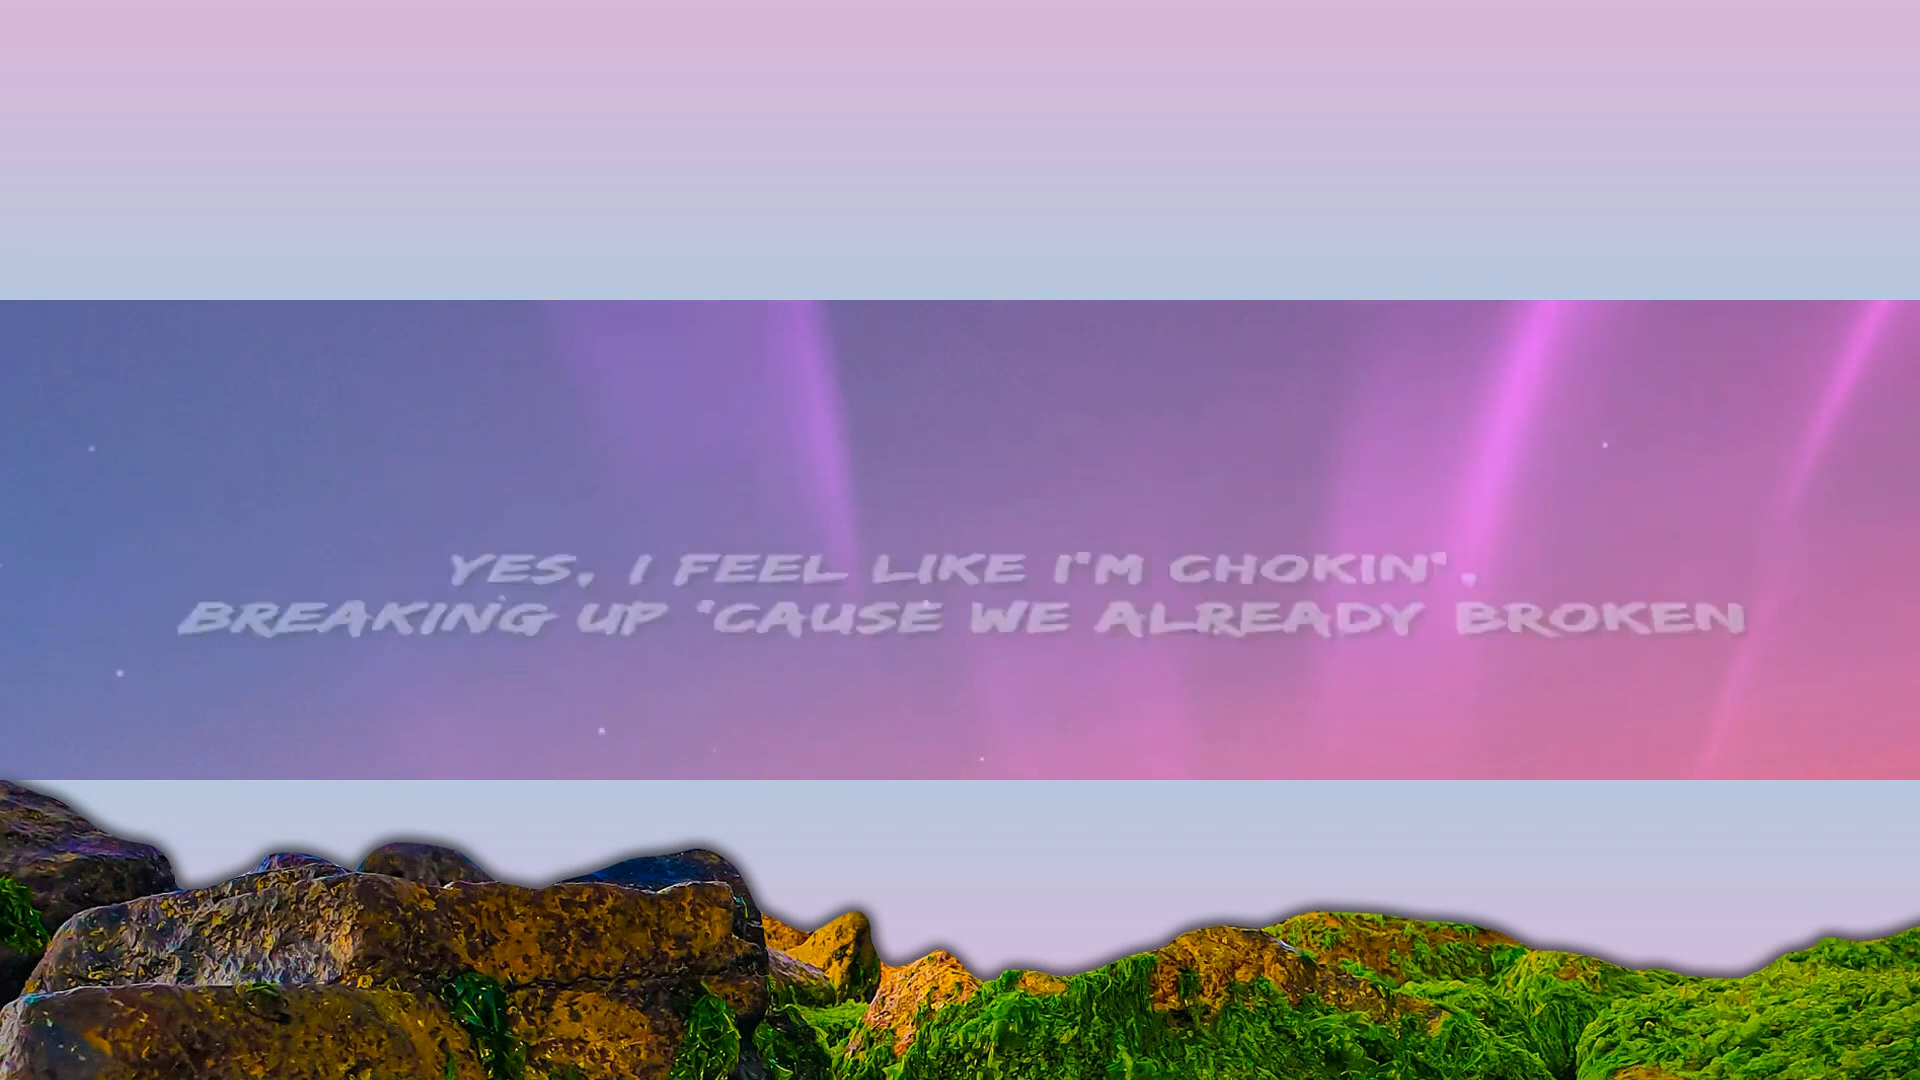 YES, I FEEL LIKE I'M CHOKIN',
BREAKING UP 'CAUSE WE ALREADY BROKEN